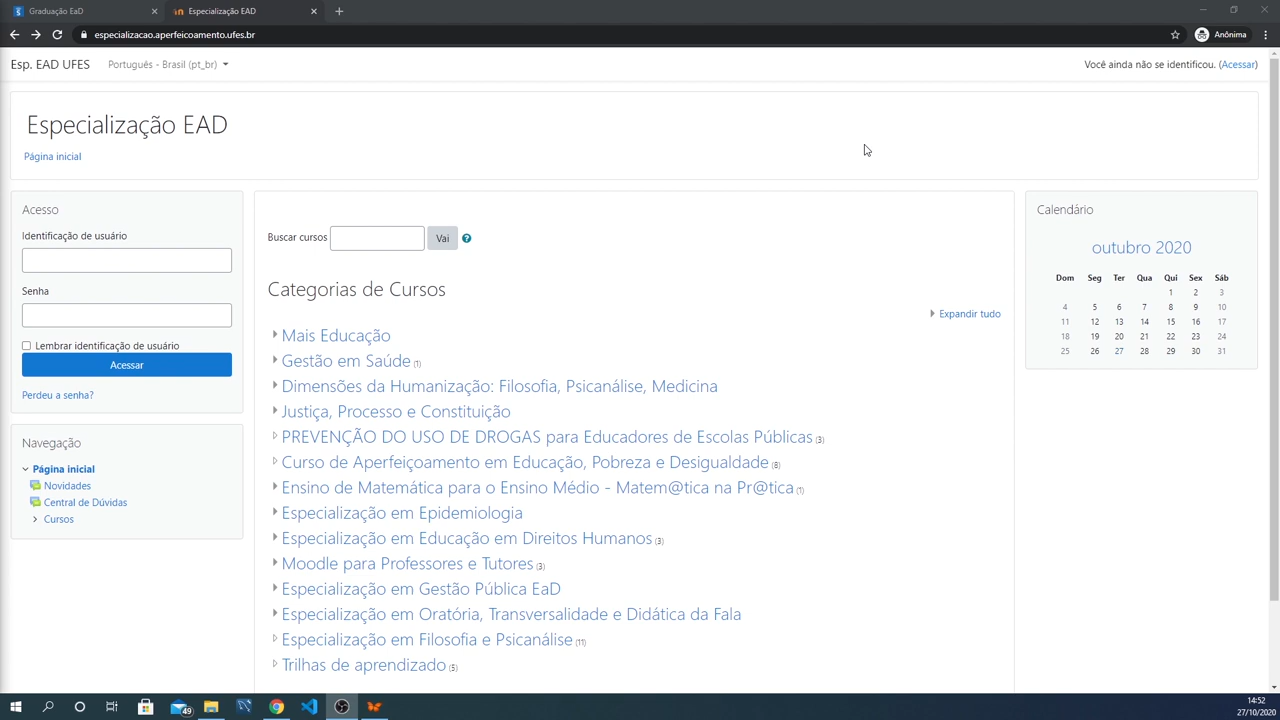 Graduação EaD
Especialização EAD
especializacao.aperfeicoamento.ufes.br
Anônima
Esp. EAD UFES
Português - Brasil (pt_br)
Você ainda não se identificou. (Acessar)
Especialização EAD
Página inicial
Acesso
Identificação de usuário
Senha
Lembrar identificação de usuário
Acessar
Perdeu a senha?
Navegação
Página inicial
Novidades
Central de Dúvidas
Cursos
Buscar cursos
Vai
Categorias de Cursos
Expandir tudo
Mais Educação
Gestão em Saúde (1)
Dimensões da Humanização: Filosofia, Psicanálise, Medicina
Justiça, Processo e Constituição
PREVENÇÃO DO USO DE DROGAS para Educadores de Escolas Públicas (3)
Curso de Aperfeiçoamento em Educação, Pobreza e Desigualdade (8)
Ensino de Matemática para o Ensino Médio - Matem@tica na Pr@tica (1)
Especialização em Epidemiologia
Especialização em Educação em Direitos Humanos (3)
Moodle para Professores e Tutores (3)
Especialização em Gestão Pública EaD
Especialização em Oratória, Transversalidade e Didática da Fala
Especialização em Filosofia e Psicanálise (11)
Trilhas de aprendizado (5)
Calendário
outubro 2020
Dom Seg Ter Qua Qui Sex Sáb
1 2 3
4 5 6 7 8 9 10
11 12 13 14 15 16 17
18 19 20 21 22 23 24
25 26 27 28 29 30 31
49
14:52
27/10/2020